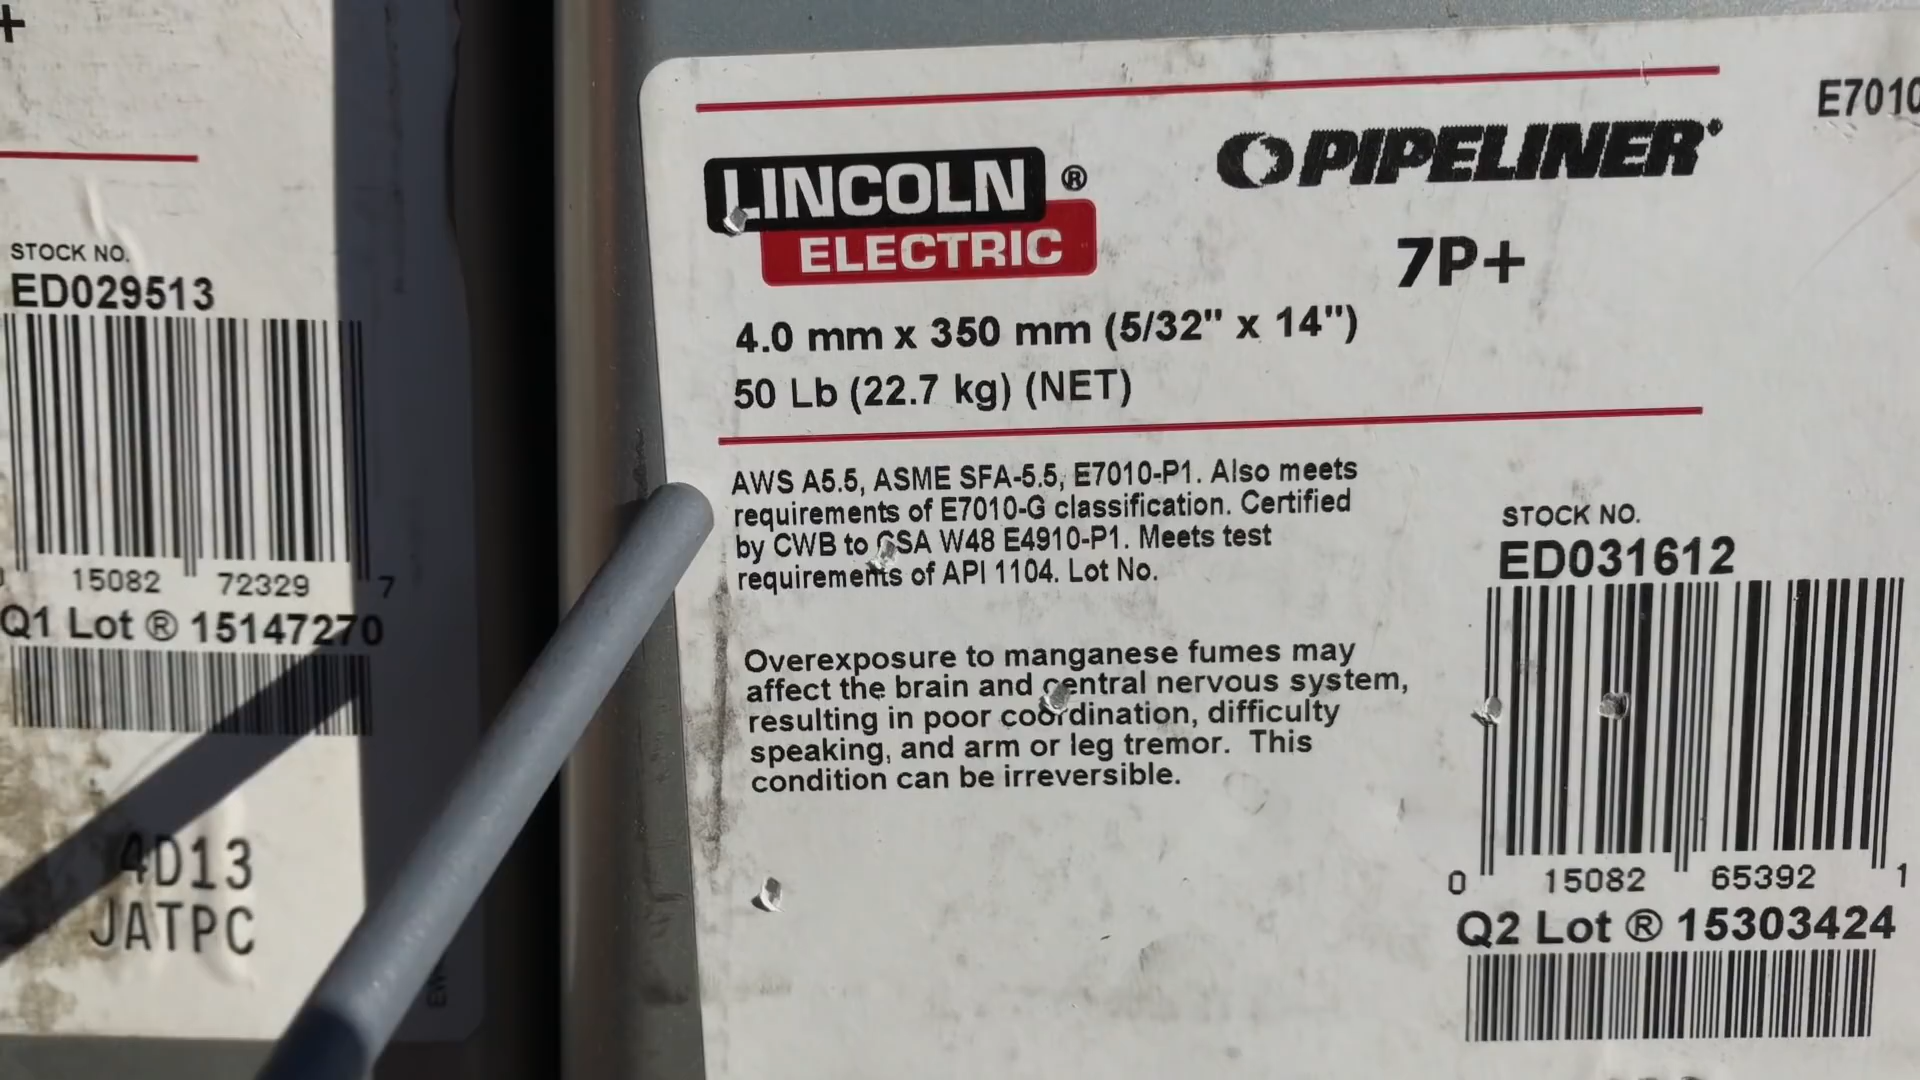 +
STOCK NO.
ED029513
15082 72329 7
Q1 Lot ® 15147270
4D13
JATPC
E7010
LINCOLN ®
ELECTRIC
PIPELINER®
7P+
4.0 mm x 350 mm (5/32" x 14")
50 Lb (22.7 kg) (NET)
AWS A5.5, ASME SFA-5.5, E7010-P1. Also meets
requirements of E7010-G classification. Certified
by CWB to CSA W48 E4910-P1. Meets test
requirements of API 1104. Lot No.
Overexposure to manganese fumes may
affect the brain and central nervous system,
resulting in poor coordination, difficulty
speaking, and arm or leg tremor. This
condition can be irreversible.
STOCK NO.
ED031612
0 15082 65392 1
Q2 Lot ® 15303424